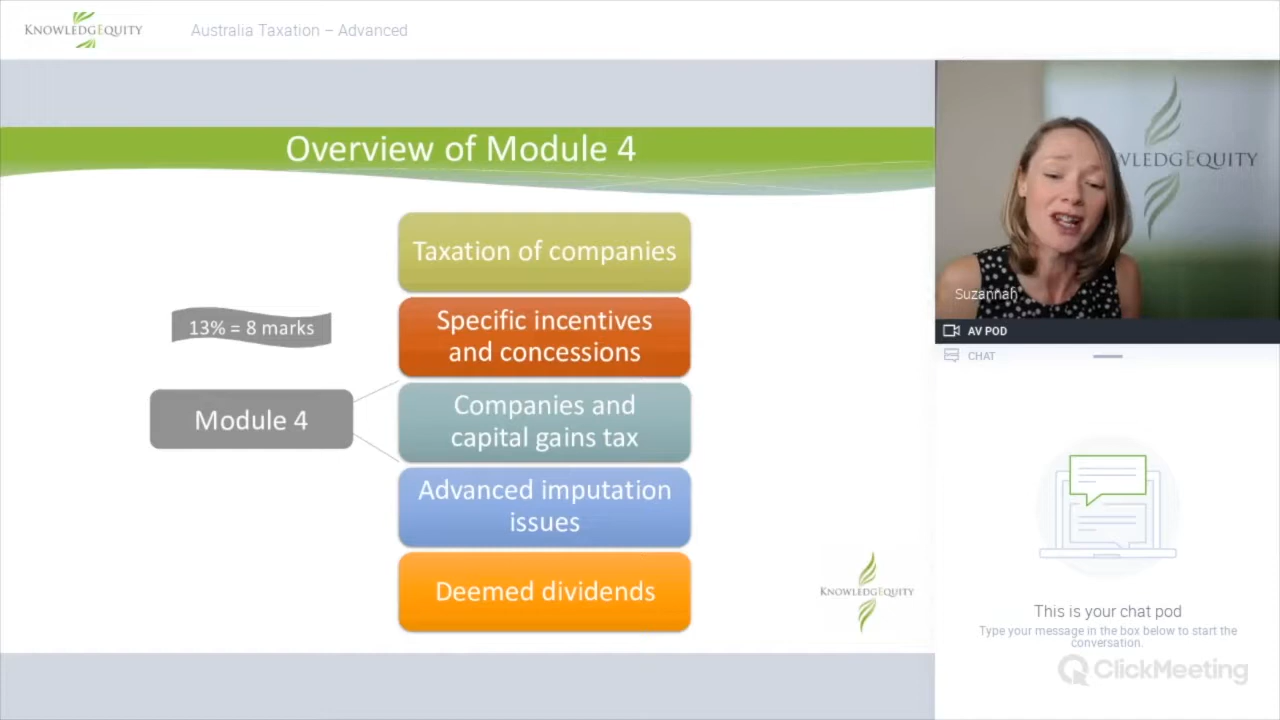 KNOWLEDGEQUITY
Australia Taxation – Advanced
Overview of Module 4
Taxation of companies
Specific incentives
and concessions
13% = 8 marks
Module 4
Companies and
capital gains tax
Advanced imputation
issues
Deemed dividends
KNOWLEDGEQUITY
WLEDGEQUITY
Suzannah
AV POD
CHAT
This is your chat pod
Type your message in the box below to start the
conversation.
ClickMeeting